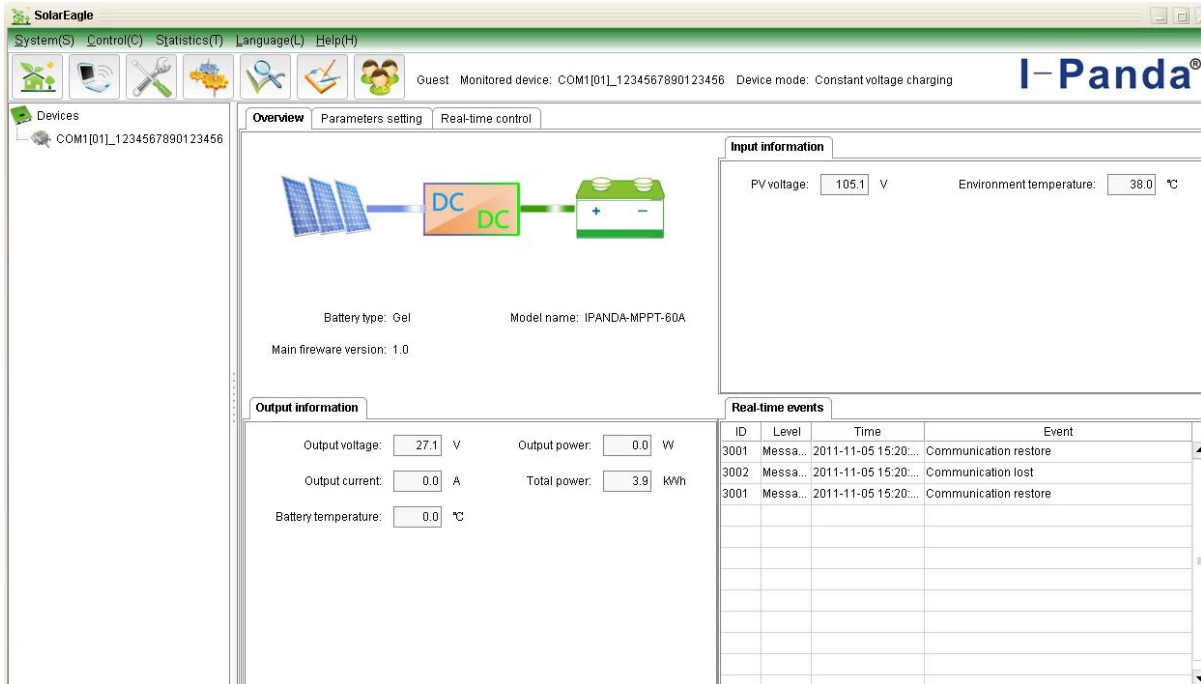 SolarEagle
System(S) Control(C) Statistics(T) Language(L) Help(H)
Guest Monitored device: COM1[01]_1234567890123456 Device mode: Constant voltage charging
I-Panda®
Devices
COM1[01]_1234567890123456
Overview Parameters setting Real-time control
DC
DC
+ −
Battery type: Gel Model name: IPANDA-MPPT-60A
Main fireware version: 1.0
Input information
PV voltage: 105.1 V Environment temperature: 38.0 ℃
Output information
Output voltage: 27.1 V Output power: 0.0 W
Output current: 0.0 A Total power: 3.9 kWh
Battery temperature: 0.0 ℃
Real-time events
ID Level Time Event
3001 Messa... 2011-11-05 15:20:... Communication restore
3002 Messa... 2011-11-05 15:20:... Communication lost
3001 Messa... 2011-11-05 15:20:... Communication restore